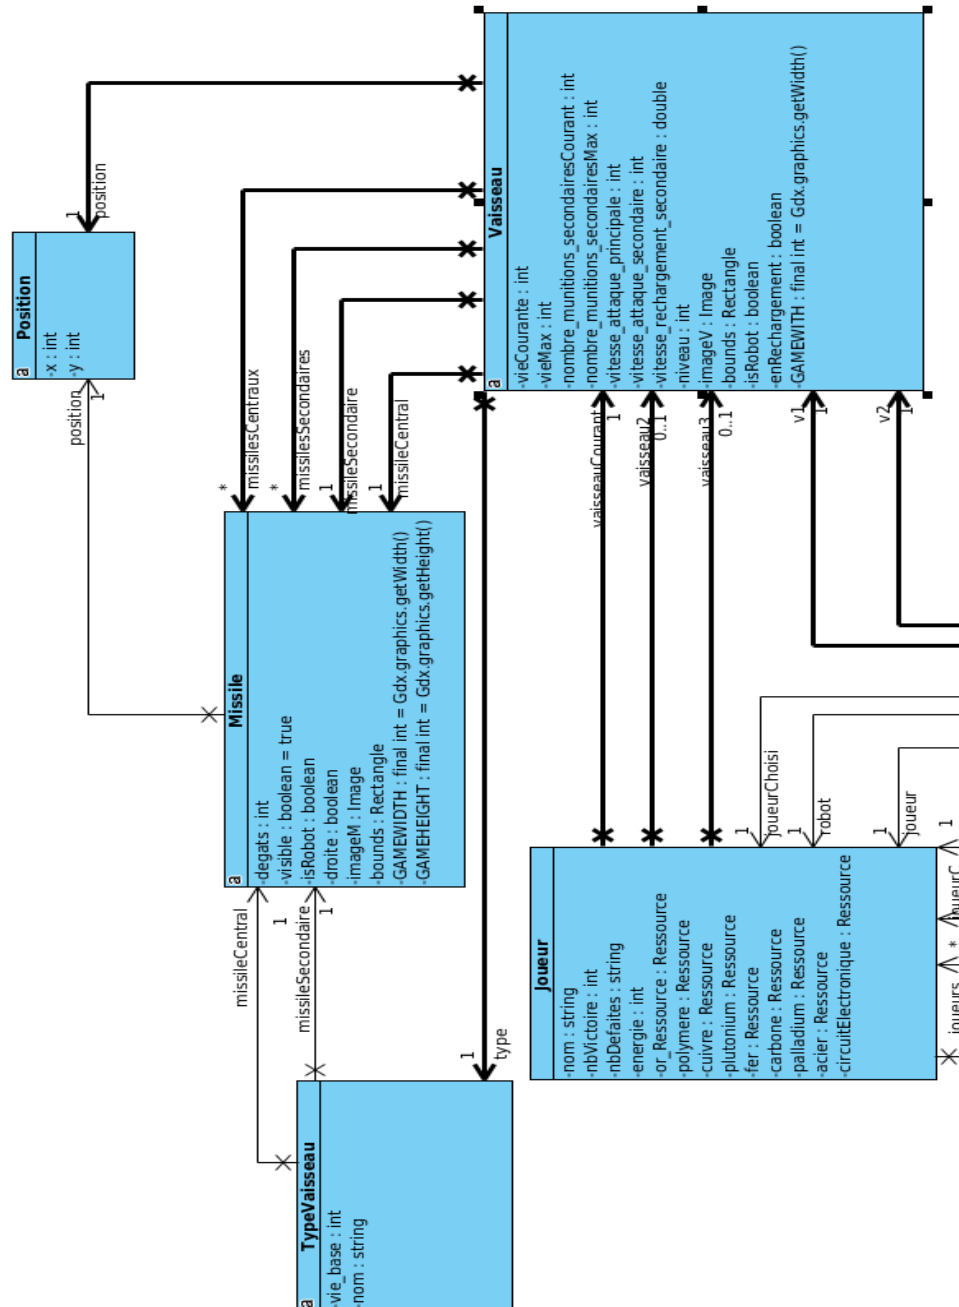 a
Position
-x : int
-y : int
1
position
position
1
a
Vaisseau
-vieCourante : int
-vieMax : int
-nombre_munitions_secondairesCourant : int
-nombre_munitions_secondairesMax : int
-vitesse_attaque_principale : int
-vitesse_attaque_secondaire : int
-vitesse_rechargement_secondaire : double
-niveau : int
-imageV : Image
-bounds : Rectangle
-isRobot : boolean
-enRechargement : boolean
-GAMEWITH : final int = Gdx.graphics.getWidth()
*
missilesCentraux
*
missilesSecondaires
1
missileSecondaire
1
missileCentral
a
Missile
-degats : int
-visible : boolean = true
-isRobot : boolean
-droite : boolean
-imageM : Image
-bounds : Rectangle
-GAMEWIDTH : final int = Gdx.graphics.getWidth()
-GAMEHEIGHT : final int = Gdx.graphics.getHeight()
missileCentral
1
missileSecondaire
1
1
type
a
TypeVaisseau
-vie_base : int
-nom : string
vaisseauCourant
1
vaisseau2
0..1
vaisseau3
0..1
v1
1
v2
1
Joueur
-nom : string
-nbVictoire : int
-nbDefaites : string
-energie : int
-or_Ressource : Ressource
-polymere : Ressource
-cuivre : Ressource
-plutonium : Ressource
-fer : Ressource
-carbone : Ressource
-palladium : Ressource
-acier : Ressource
-circuitElectronique : Ressource
1
joueurChoisi
1
robot
1
joueur
1
joueurC
*
joueurs